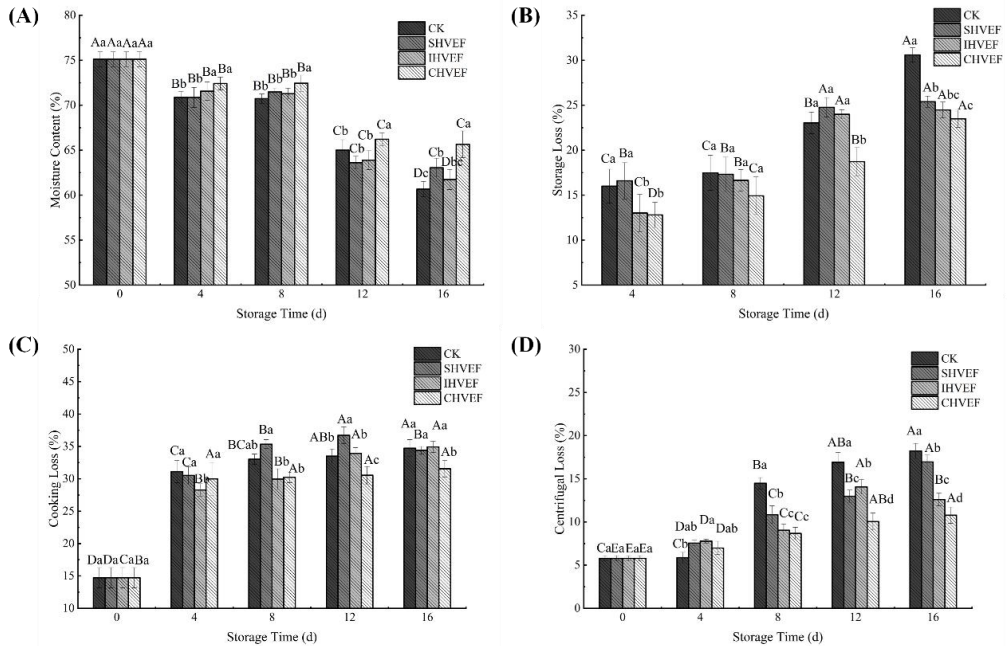 (A)
80
75
70
65
60
55
50
Moisture Content (%)
CK
SHVEF
IHVEF
CHVEF
Aa Aa Aa Aa
Bb Bb Ba Ba
Bb Bb Bb Ba
Cb Cb Cb Ca
Dc Cb Dbc Ca
0 4 8 12 16
Storage Time (d)
(B)
35
30
25
20
15
10
5
Storage Loss (%)
CK
SHVEF
IHVEF
CHVEF
Ca Ba Cb Db
Ca Ba Ba Ca
Ba Aa Aa Bb
Aa Ab Abc Ac
4 8 12 16
Storage Time (d)
(C)
50
45
40
35
30
25
20
15
10
Cooking Loss (%)
CK
SHVEF
IHVEF
CHVEF
Da Da Ca Ba
Ca Ca Bb Aa
BCab Ba Bb Ab
ABb Aa Ab Ac
Aa Ba Aa Ab
0 4 8 12 16
Storage Time (d)
(D)
30
25
20
15
10
5
0
Centrifugal Loss (%)
CK
SHVEF
IHVEF
CHVEF
Ca Ea Ea Ea
Cb Dab Da Dab
Ba Cb Cc Cc
ABa Bc Ab ABd
Aa Ab Bc Ad
0 4 8 12 16
Storage Time (d)